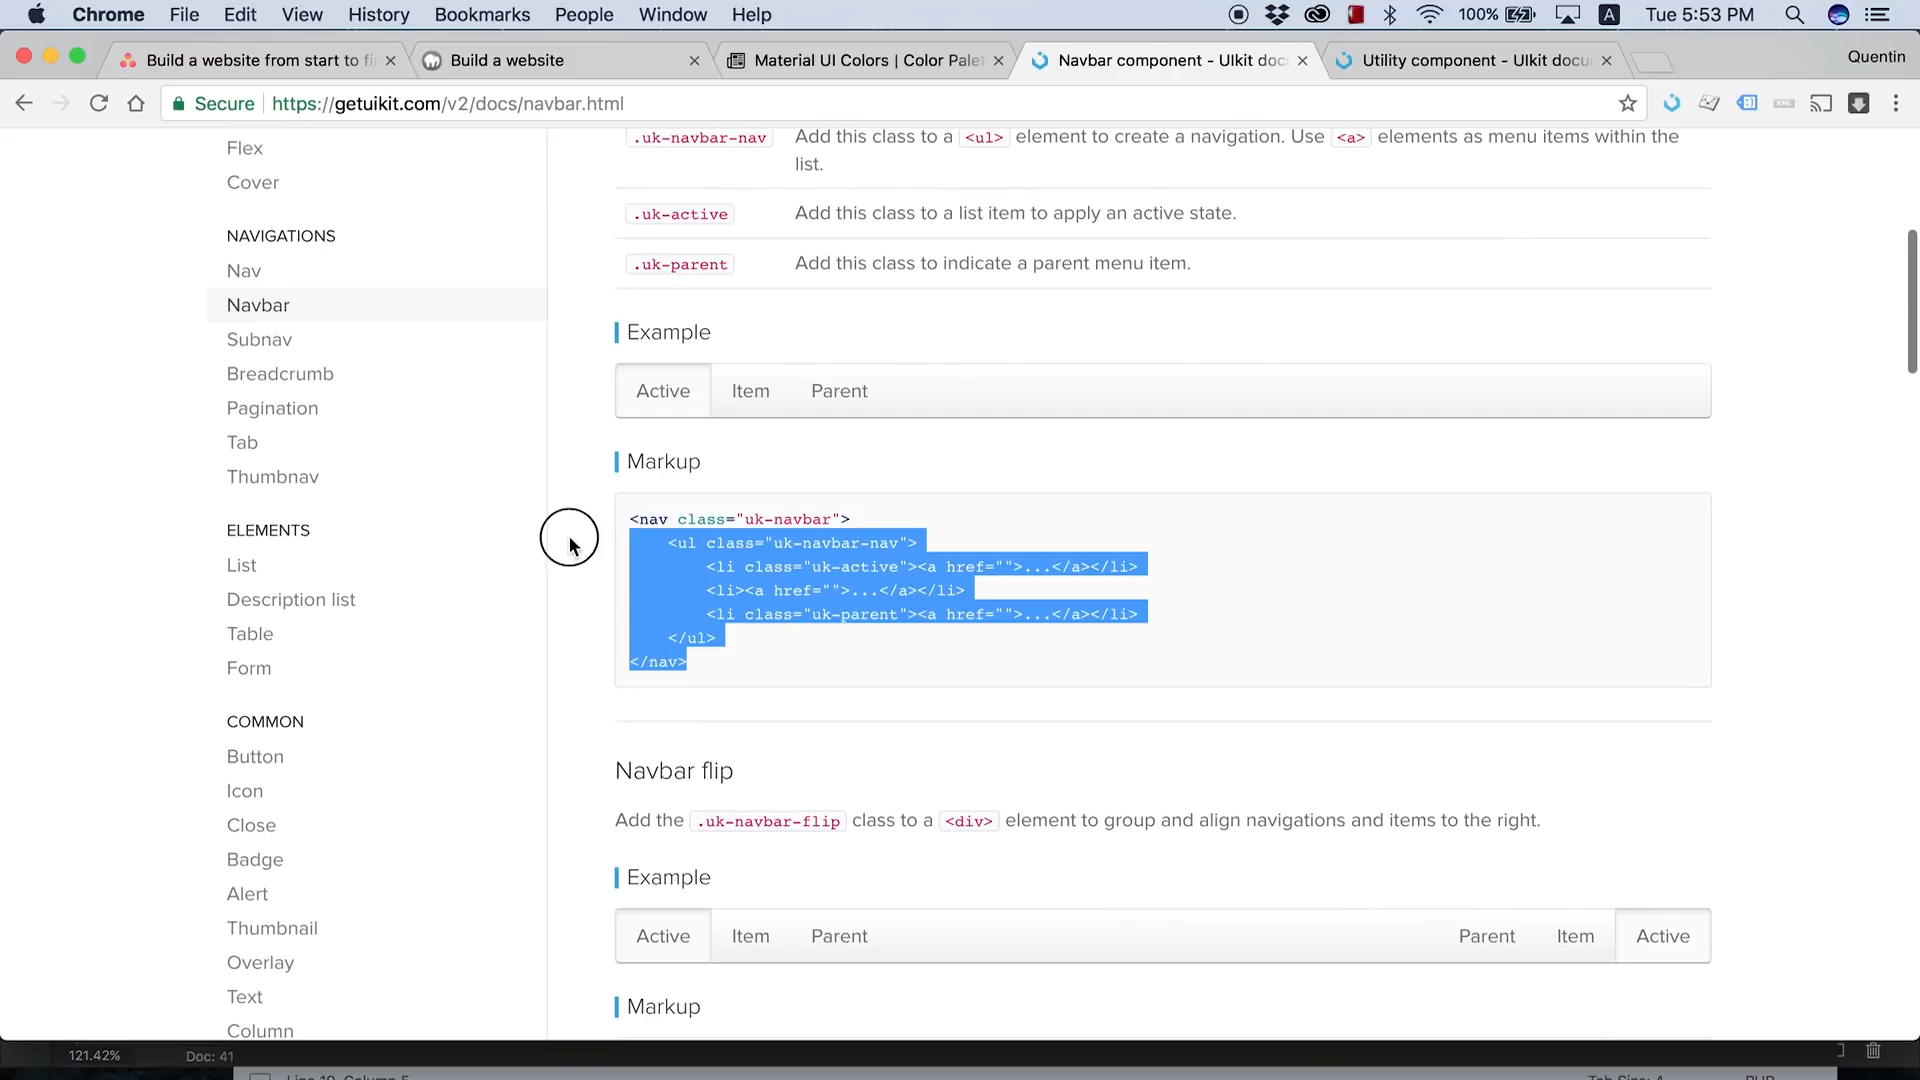 Chrome File Edit View History Bookmarks People Window Help 100% A Tue 5:53 PM
Build a website from start to fi Build a website Material UI Colors | Color Palet Navbar component - UIkit doc Utility component - UIkit docu Quentin
Secure https://getuikit.com/v2/docs/navbar.html
Flex
Cover
NAVIGATIONS
Nav
Navbar
Subnav
Breadcrumb
Pagination
Tab
Thumbnav
ELEMENTS
List
Description list
Table
Form
COMMON
Button
Icon
Close
Badge
Alert
Thumbnail
Overlay
Text
Column
.uk-navbar-nav Add this class to a <ul> element to create a navigation. Use <a> elements as menu items within the
list.
.uk-active Add this class to a list item to apply an active state.
.uk-parent Add this class to indicate a parent menu item.
Example
Active Item Parent
Markup
<nav class="uk-navbar">
<ul class="uk-navbar-nav">
<li class="uk-active"><a href="">...</a></li>
<li><a href="">...</a></li>
<li class="uk-parent"><a href="">...</a></li>
</ul>
</nav>
Navbar flip
Add the .uk-navbar-flip class to a <div> element to group and align navigations and items to the right.
Example
Active Item Parent Parent Item Active
Markup
121.42% Doc: 41